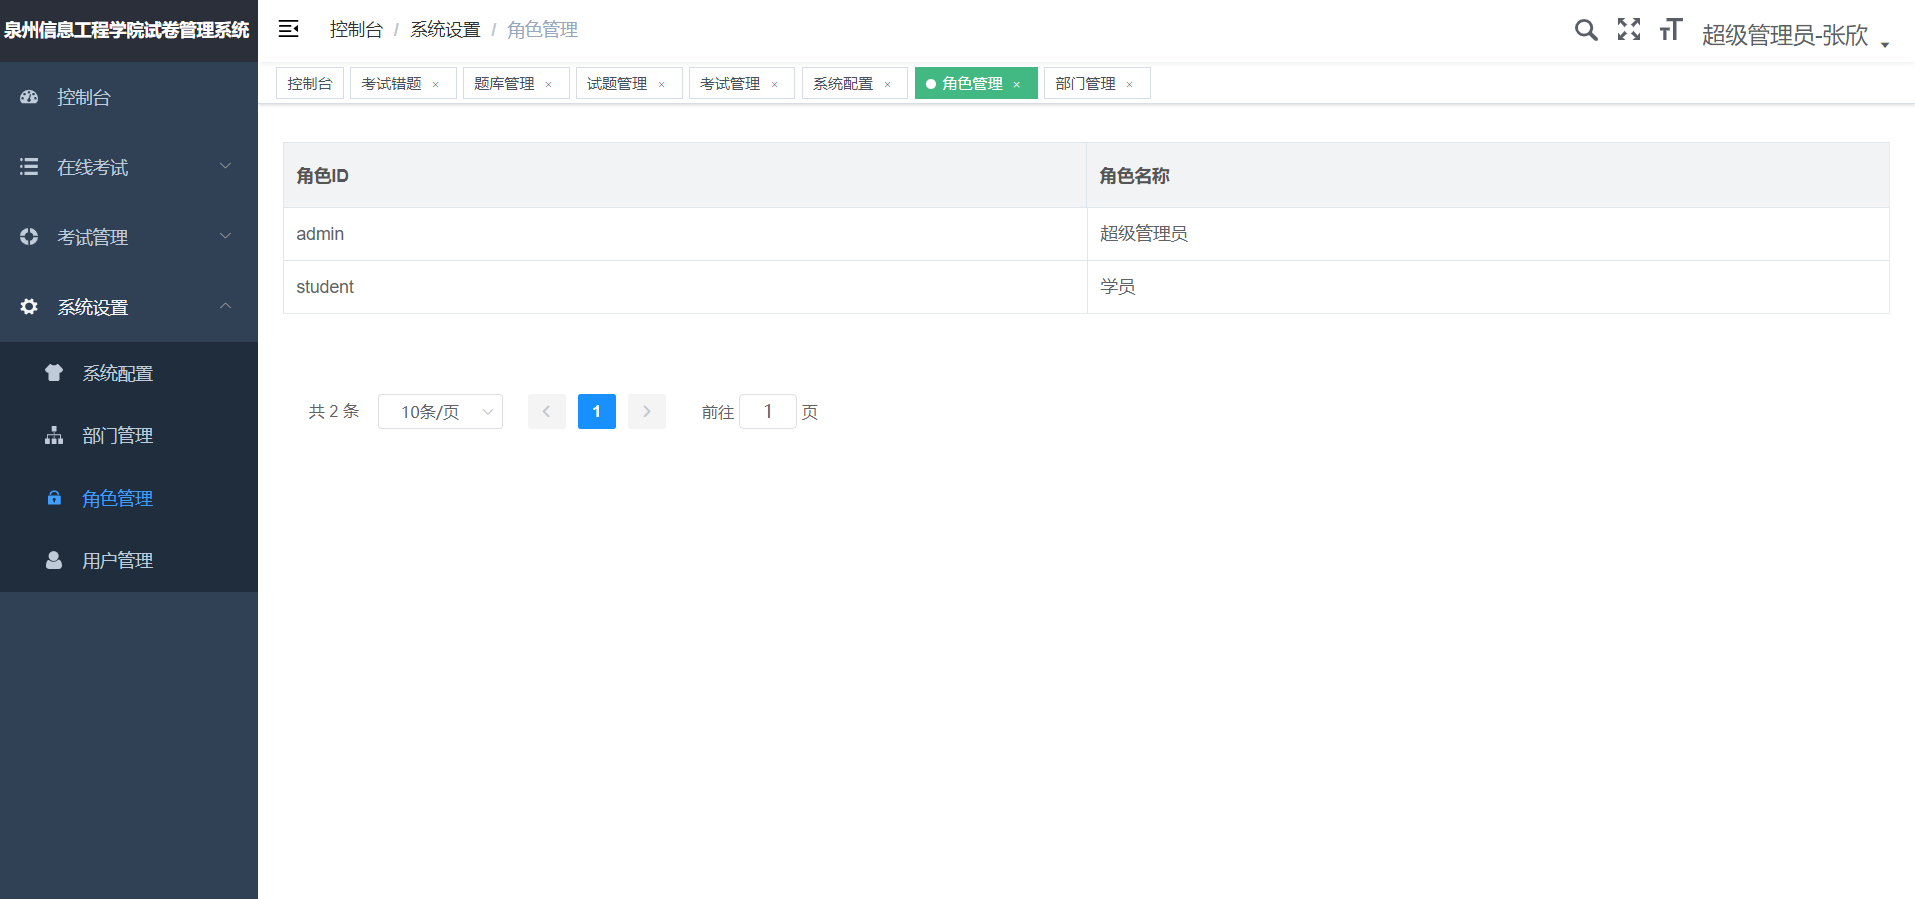 泉州信息工程学院试卷管理系统
控制台 / 系统设置 / 角色管理
超级管理员-张欣
控制台
考试错题 ×
题库管理 ×
试题管理 ×
考试管理 ×
系统配置 ×
角色管理 ×
部门管理 ×
控制台
在线考试
考试管理
系统设置
系统配置
部门管理
角色管理
用户管理
角色ID 角色名称
admin 超级管理员
student 学员
共 2 条 10条/页 1 前往 1 页